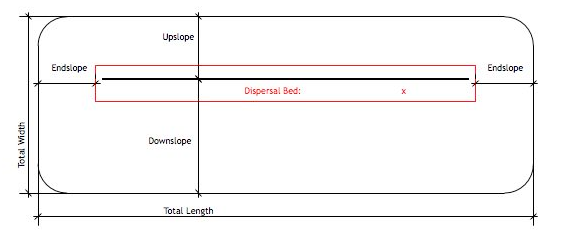 Upslope
Endslope
Endslope
Dispersal Bed: x
Downslope
Total Width
Total Length